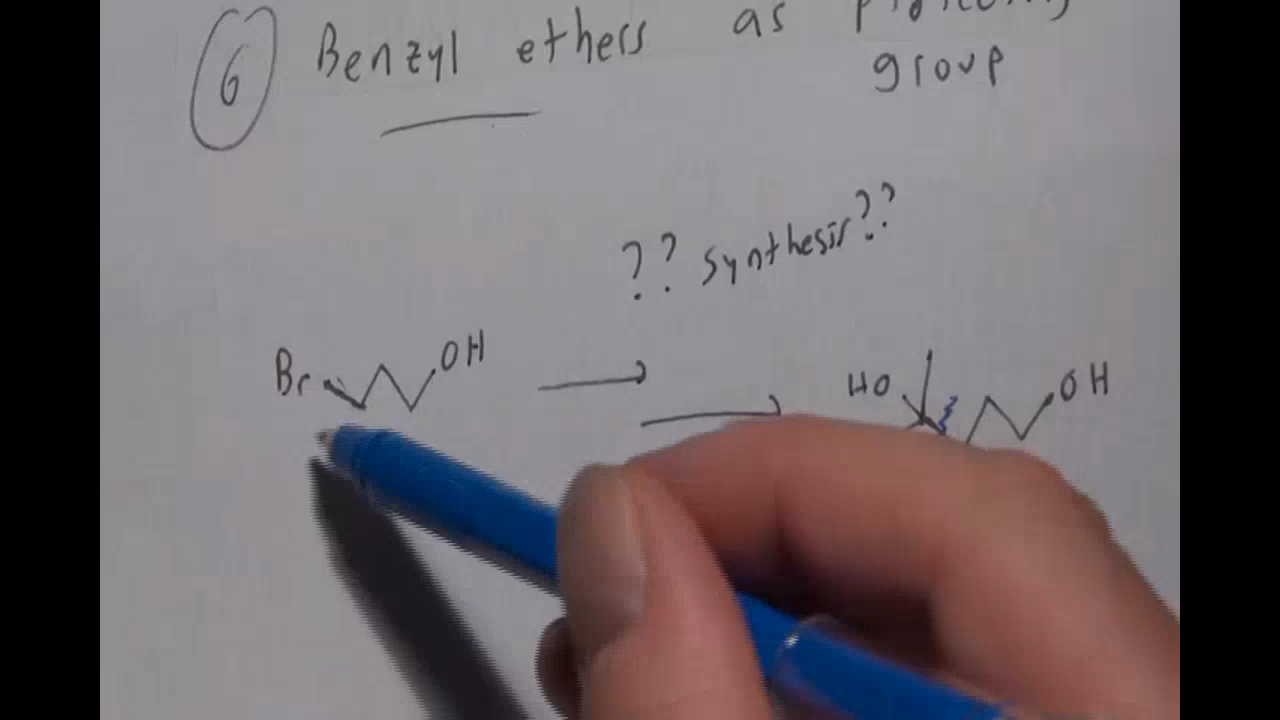 6 Benzyl ethers as
group
?? synthesis??
Br OH HO OH